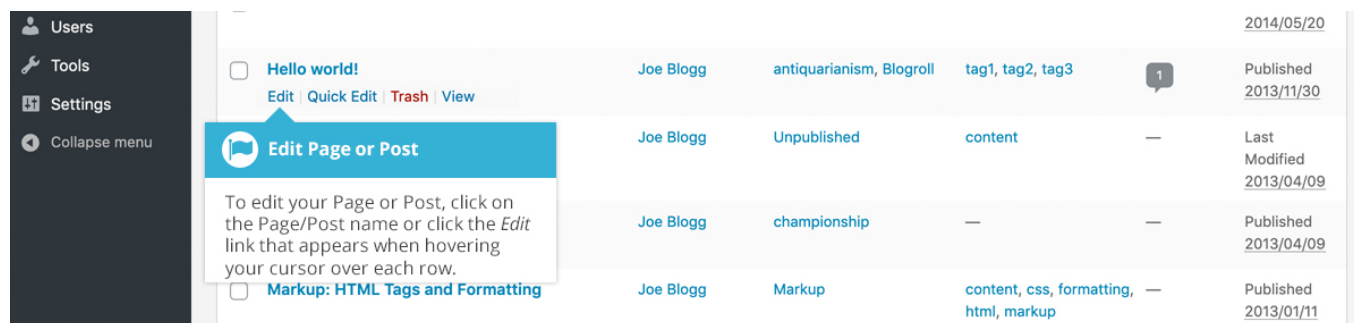 Users
Tools
Settings
Collapse menu
2014/05/20
Hello world! Joe Blogg antiquarianism, Blogroll tag1, tag2, tag3 1 Published
Edit | Quick Edit | Trash | View 2013/11/30
Edit Page or Post
To edit your Page or Post, click on
the Page/Post name or click the Edit
link that appears when hovering
your cursor over each row.
Joe Blogg Unpublished content — Last
Modified
2013/04/09
Joe Blogg championship — — Published
2013/04/09
Markup: HTML Tags and Formatting Joe Blogg Markup content, css, formatting, — Published
html, markup 2013/01/11